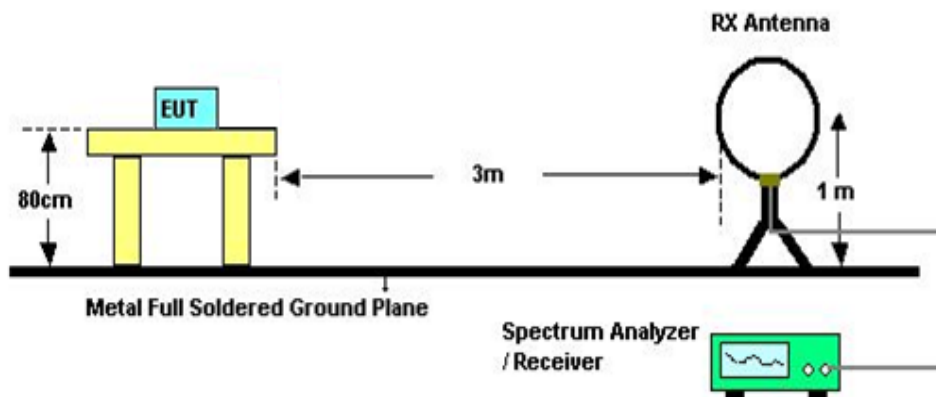 RX Antenna
EUT
3m
80cm
1 m
Metal Full Soldered Ground Plane
Spectrum Analyzer
/ Receiver